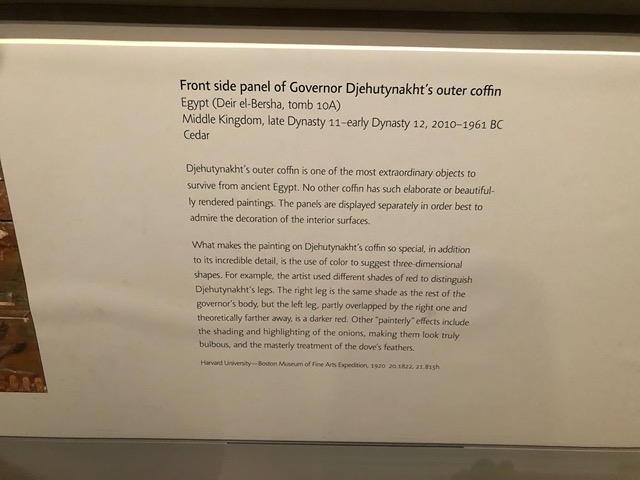 Front side panel of Governor Djehutynakht's outer coffin
Egypt (Deir el-Bersha, tomb 10A)
Middle Kingdom, late Dynasty 11–early Dynasty 12, 2010–1961 BC
Cedar
Djehutynakht's outer coffin is one of the most extraordinary objects to
survive from ancient Egypt. No other coffin has such elaborate or beautiful-
ly rendered paintings. The panels are displayed separately in order best to
admire the decoration of the interior surfaces.
What makes the painting on Djehutynakht's coffin so special, in addition
to its incredible detail, is the use of color to suggest three-dimensional
shapes. For example, the artist used different shades of red to distinguish
Djehutynakht's legs. The right leg is the same shade as the rest of the
governor's body, but the left leg, partly overlapped by the right one and
theoretically farther away, is a darker red. Other "painterly" effects include
the shading and highlighting of the onions, making them look truly
bulbous, and the masterly treatment of the dove's feathers.
Harvard University—Boston Museum of Fine Arts Expedition, 1920 20.1822, 21.815h